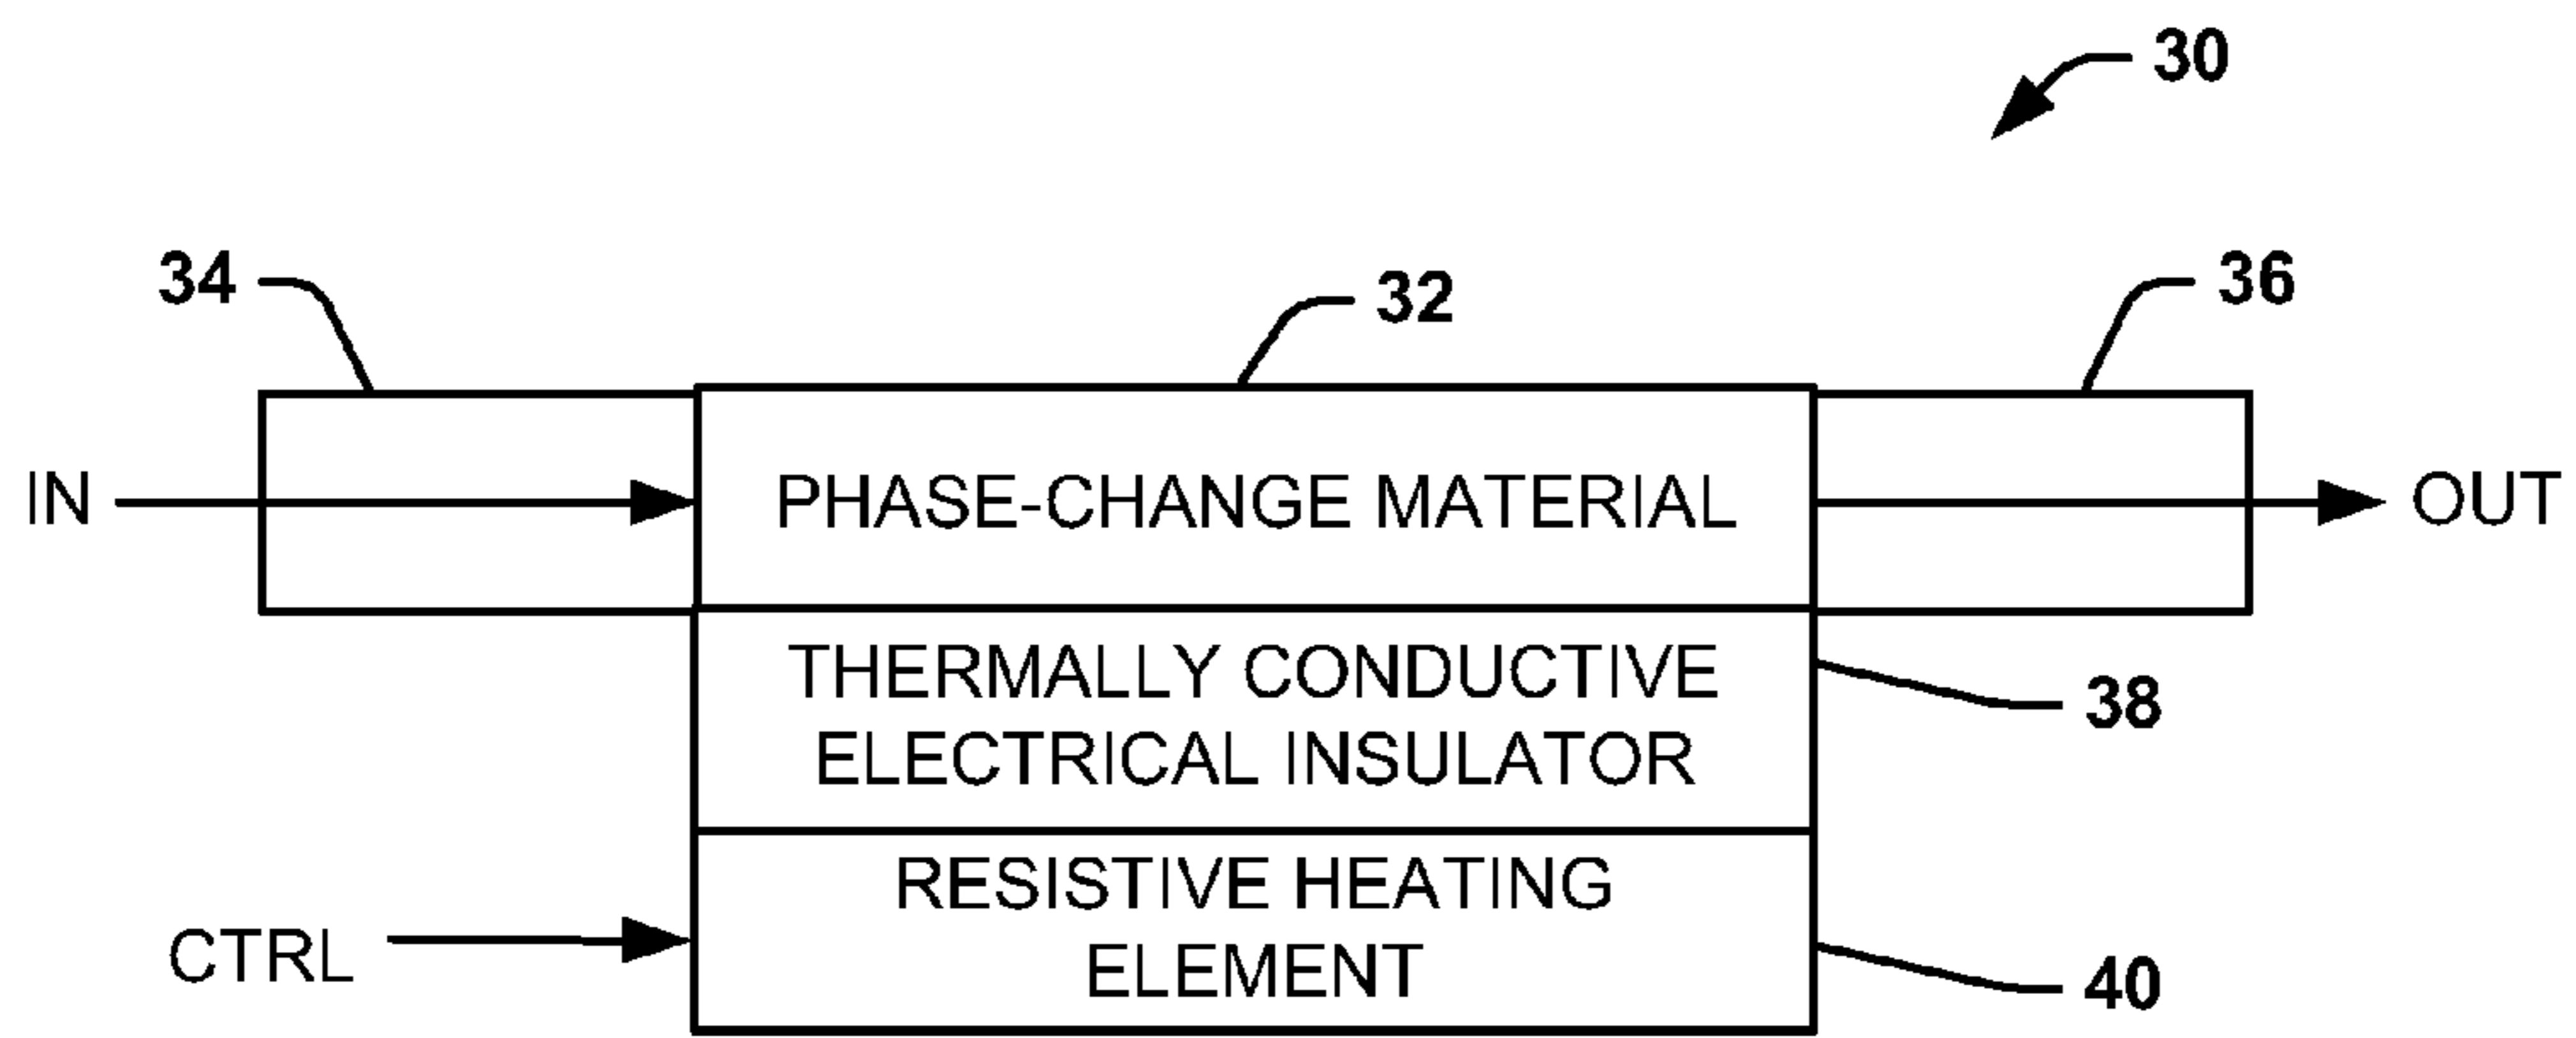 30
34
32
36
IN
PHASE-CHANGE MATERIAL
OUT
THERMALLY CONDUCTIVE
ELECTRICAL INSULATOR
38
RESISTIVE HEATING
ELEMENT
CTRL
40